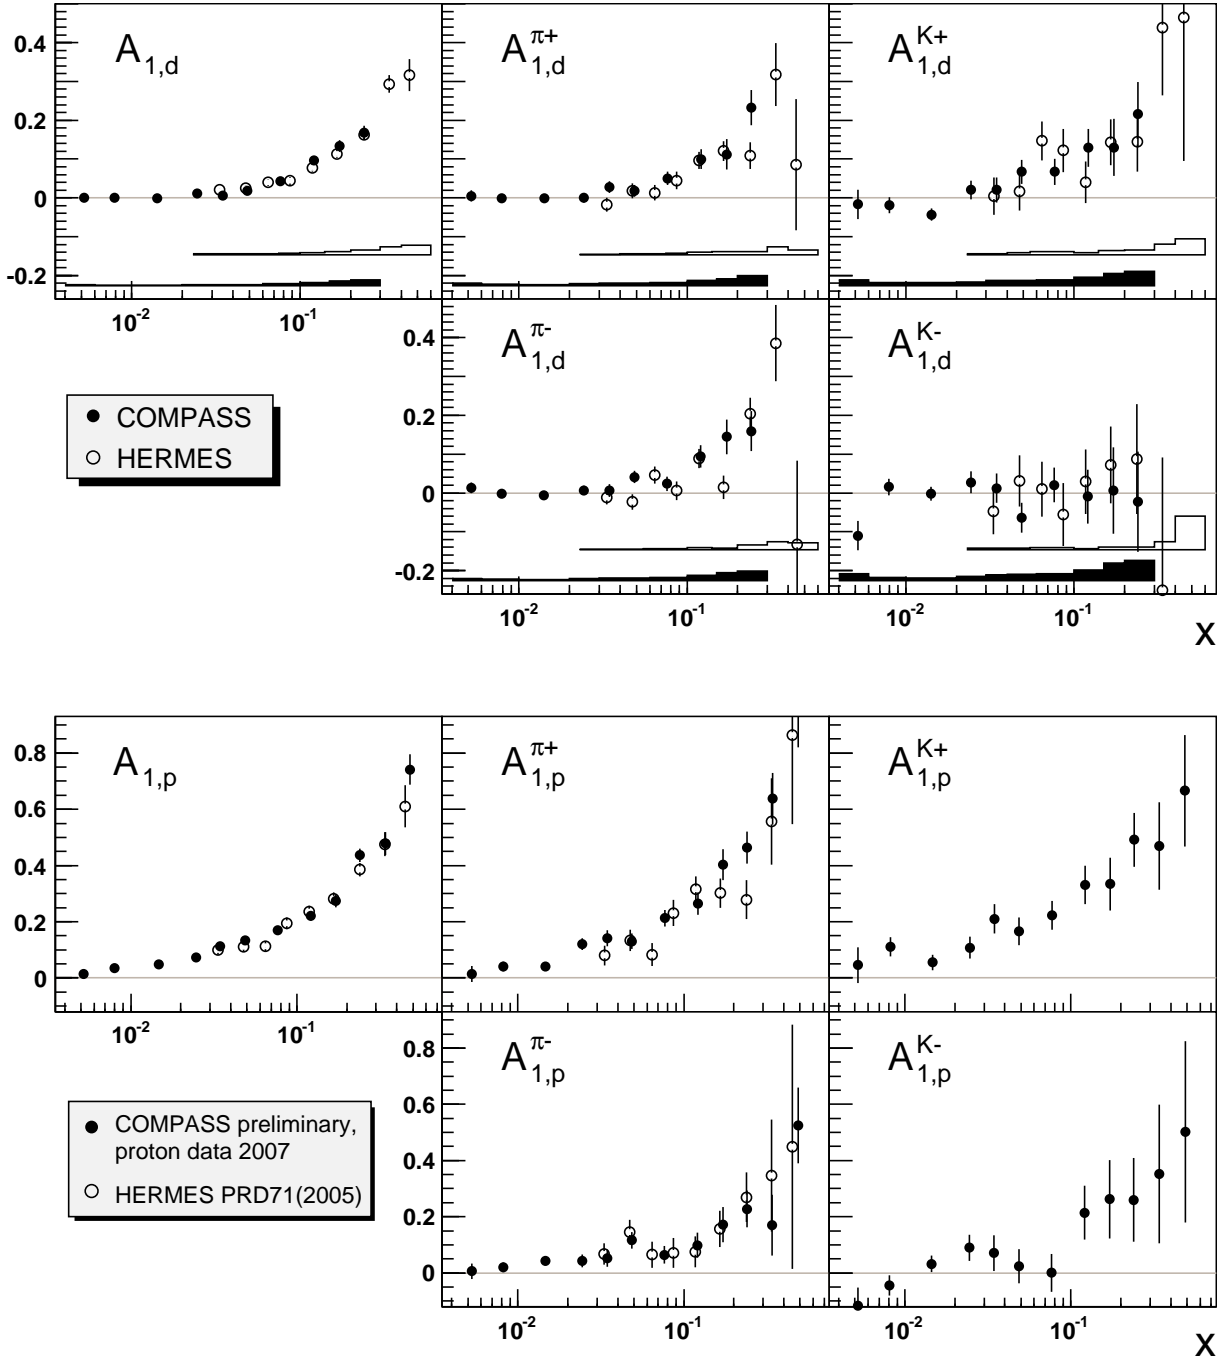 A1,d
Aπ+1,d
AK+1,d
0.4
0.2
0
-0.2
10-2
10-1
Aπ-1,d
AK-1,d
0.4
0.2
0
-0.2
COMPASS
HERMES
10-2
10-1
10-2
10-1
x
A1,p
Aπ+1,p
AK+1,p
0.8
0.6
0.4
0.2
0
10-2
10-1
Aπ-1,p
AK-1,p
0.8
0.6
0.4
0.2
0
COMPASS preliminary,
proton data 2007
HERMES PRD71(2005)
10-2
10-1
10-2
10-1
x